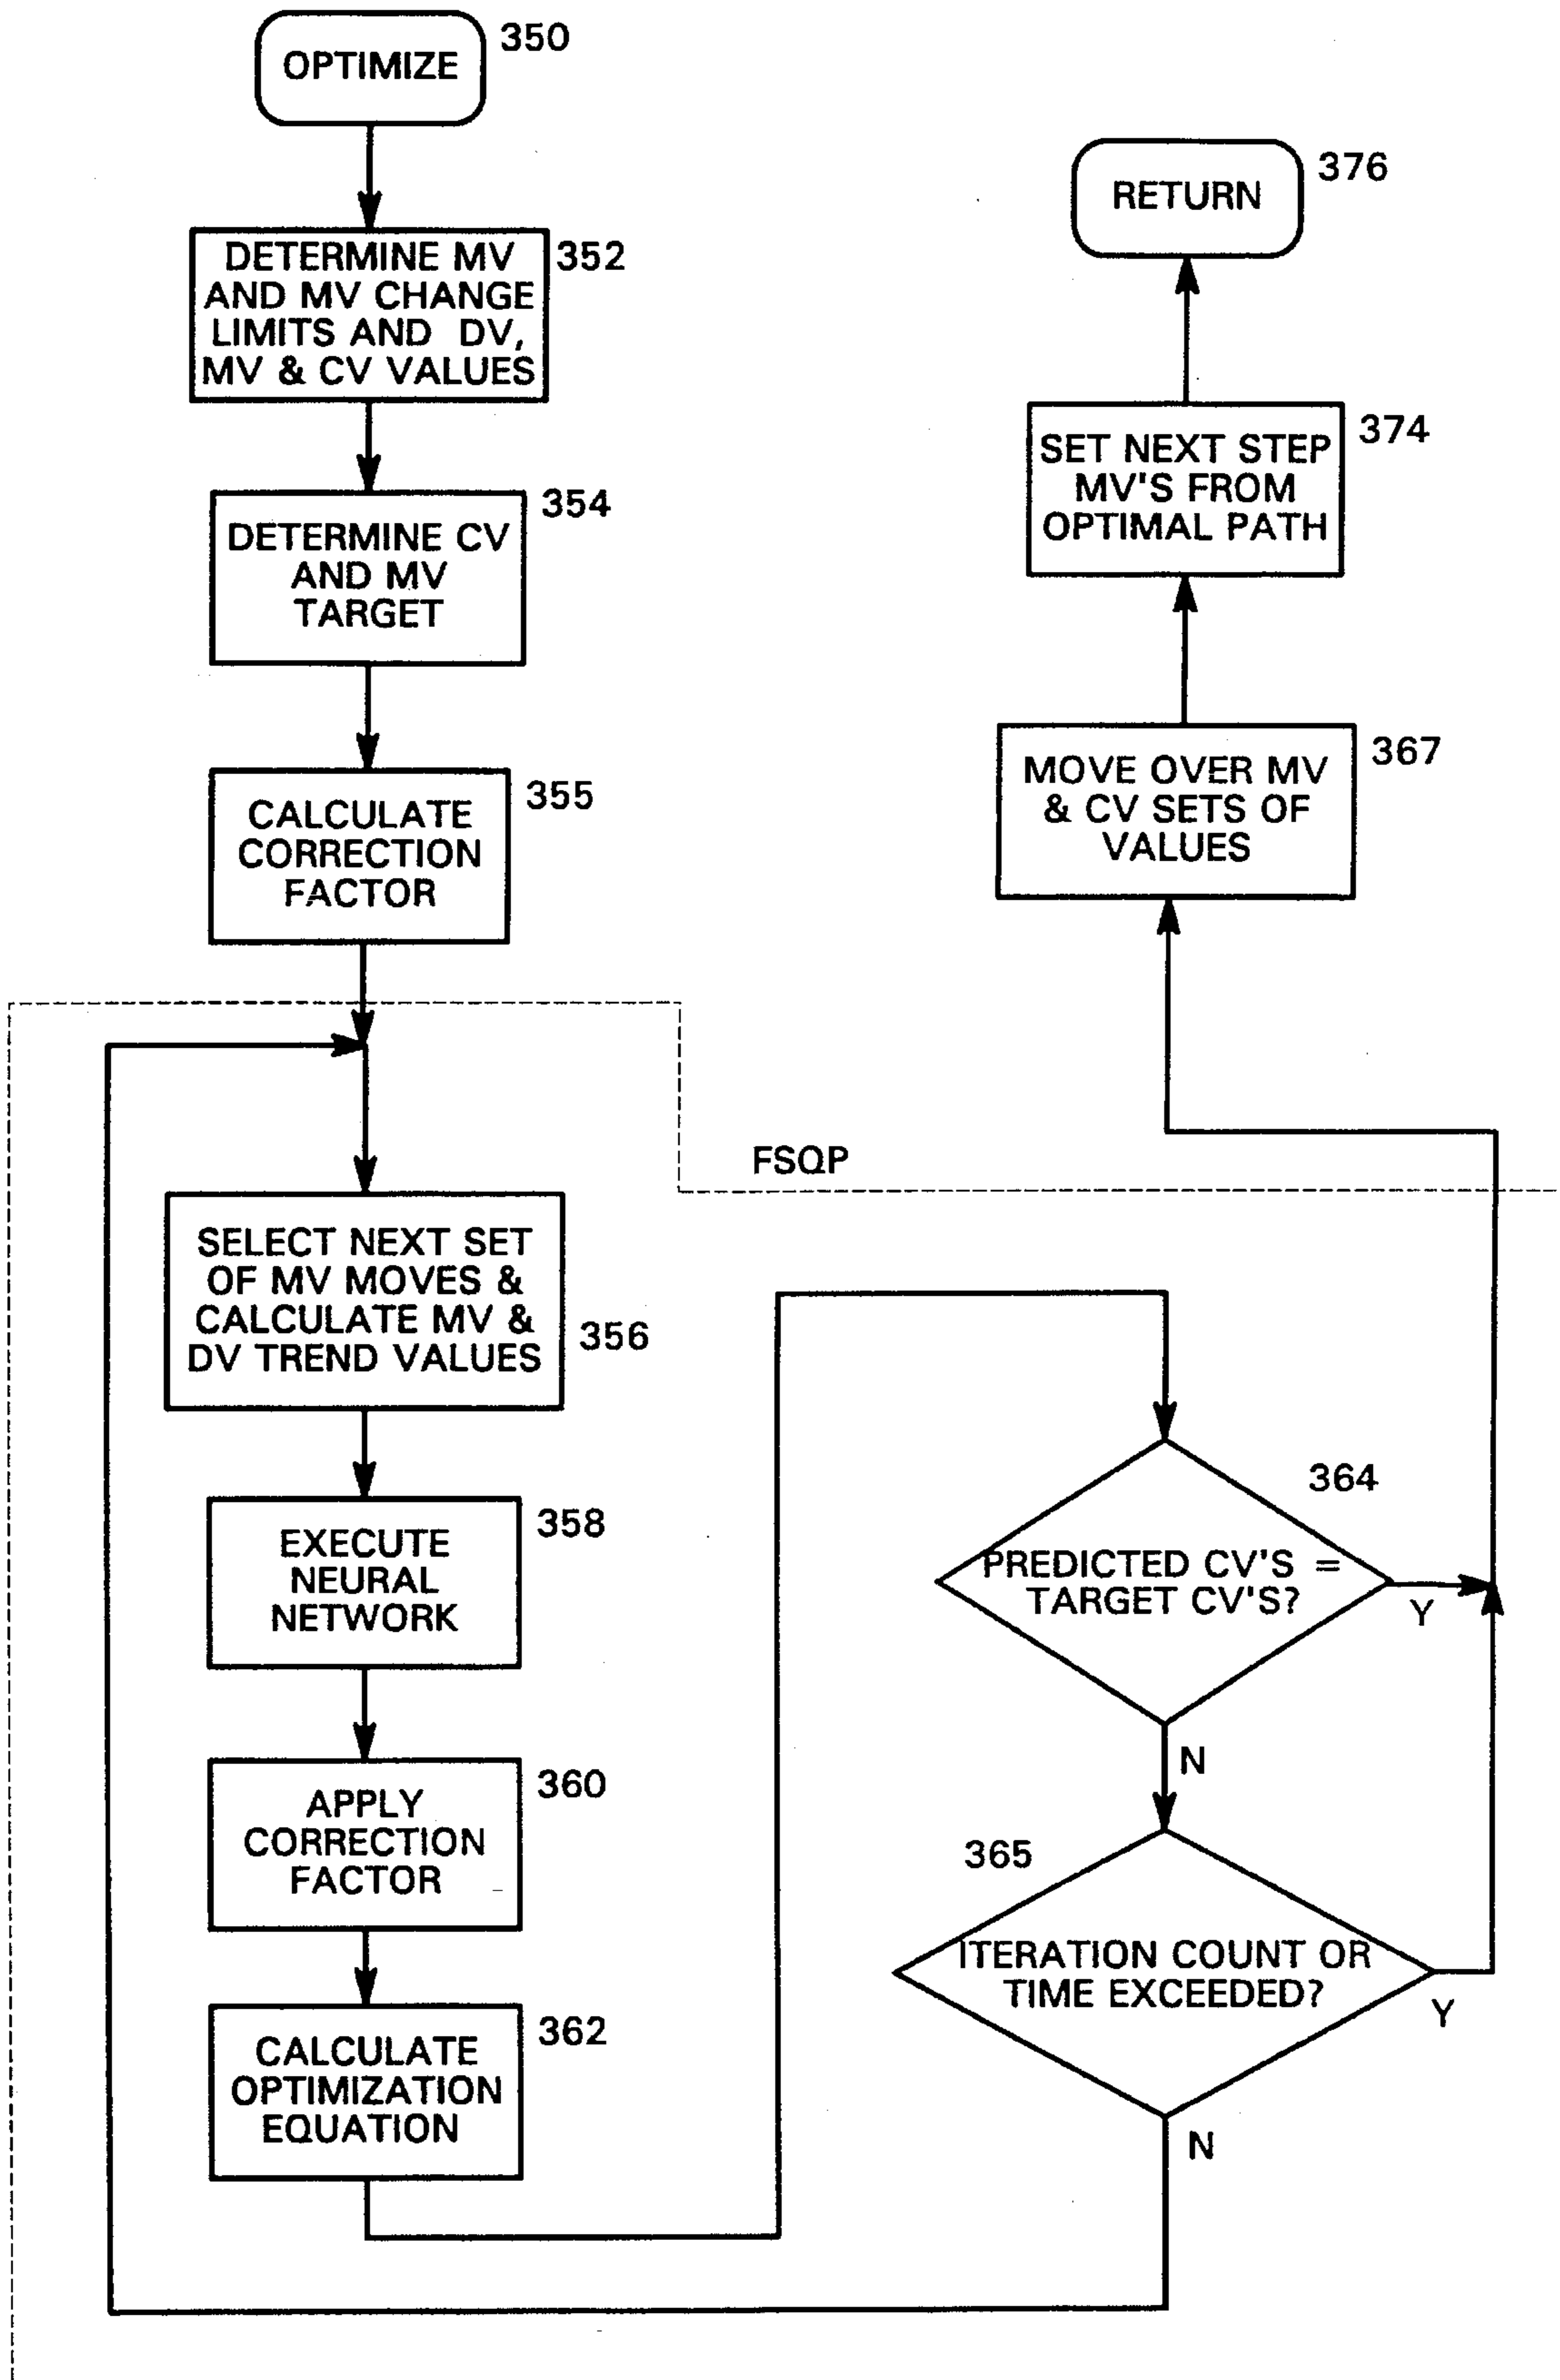 OPTIMIZE
350
DETERMINE MV
AND MV CHANGE
LIMITS AND DV,
MV & CV VALUES
352
DETERMINE CV
AND MV
TARGET
354
CALCULATE
CORRECTION
FACTOR
355
FSQP
SELECT NEXT SET
OF MV MOVES &
CALCULATE MV &
DV TREND VALUES
356
EXECUTE
NEURAL
NETWORK
358
APPLY
CORRECTION
FACTOR
360
CALCULATE
OPTIMIZATION
EQUATION
362
364
PREDICTED CV'S =
TARGET CV'S?
Y
N
365
ITERATION COUNT OR
TIME EXCEEDED?
Y
N
MOVE OVER MV
& CV SETS OF
VALUES
367
SET NEXT STEP
MV'S FROM
OPTIMAL PATH
374
RETURN
376